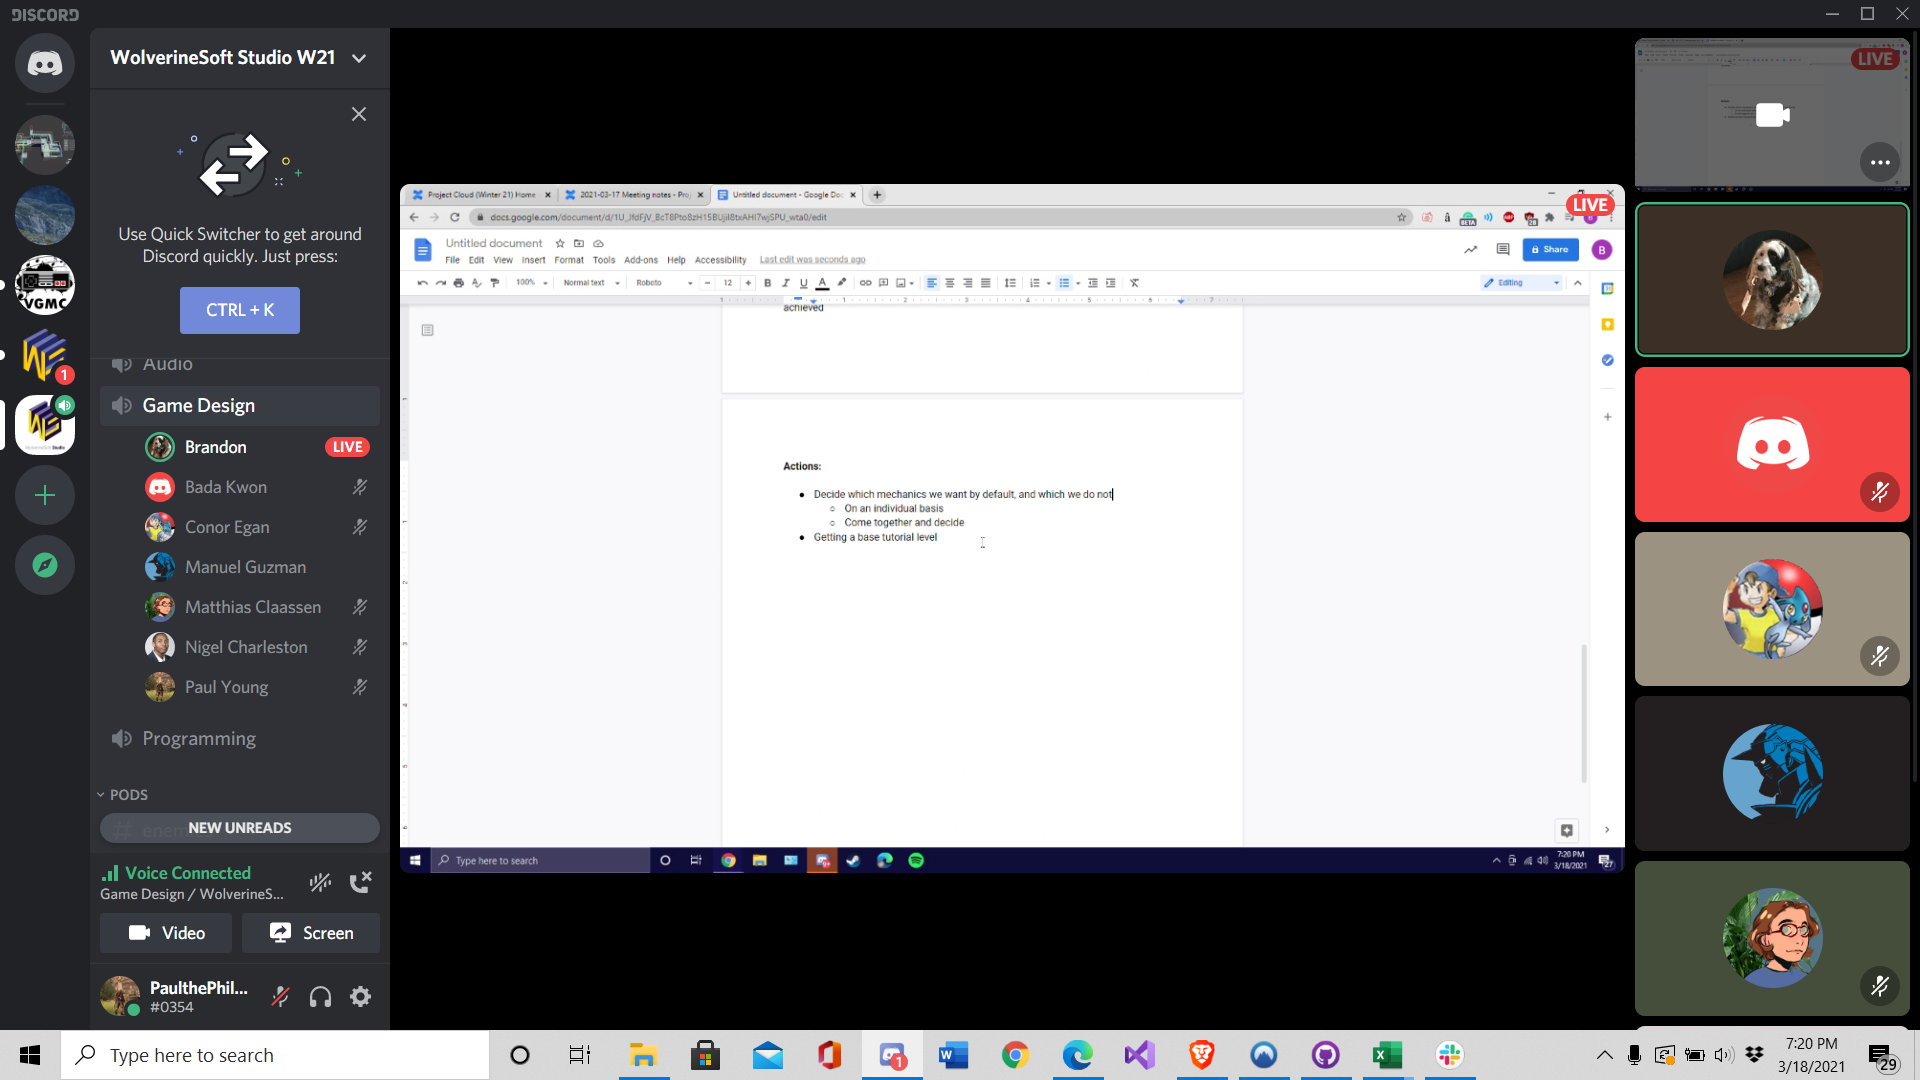 DISCORD
WolverineSoft Studio W21
Use Quick Switcher to get around
Discord quickly. Just press:
CTRL + K
VGMC
1
Audio
Game Design
Brandon
LIVE
Bada Kwon
Conor Egan
Manuel Guzman
Matthias Claassen
Nigel Charleston
Paul Young
Programming
PODS
NEW UNREADS
Voice Connected
Game Design / WolverineS...
Video
Screen
PaulthePhil...
#0354
Project Cloud (Winter 21) Home
2021-03-17 Meeting notes - Pro
Untitled document - Google Do
LIVE
Untitled document
File Edit View Insert Format Tools Add-ons Help Accessibility Last edit was seconds ago
Share
B
100% Normal text Roboto 12
Editing
achieved
Actions:
● Decide which mechanics we want by default, and which we do not
○ On an individual basis
○ Come together and decide
● Getting a base tutorial level
Type here to search
7:20 PM
3/18/2021
27
LIVE
Type here to search
1
7:20 PM
3/18/2021
29